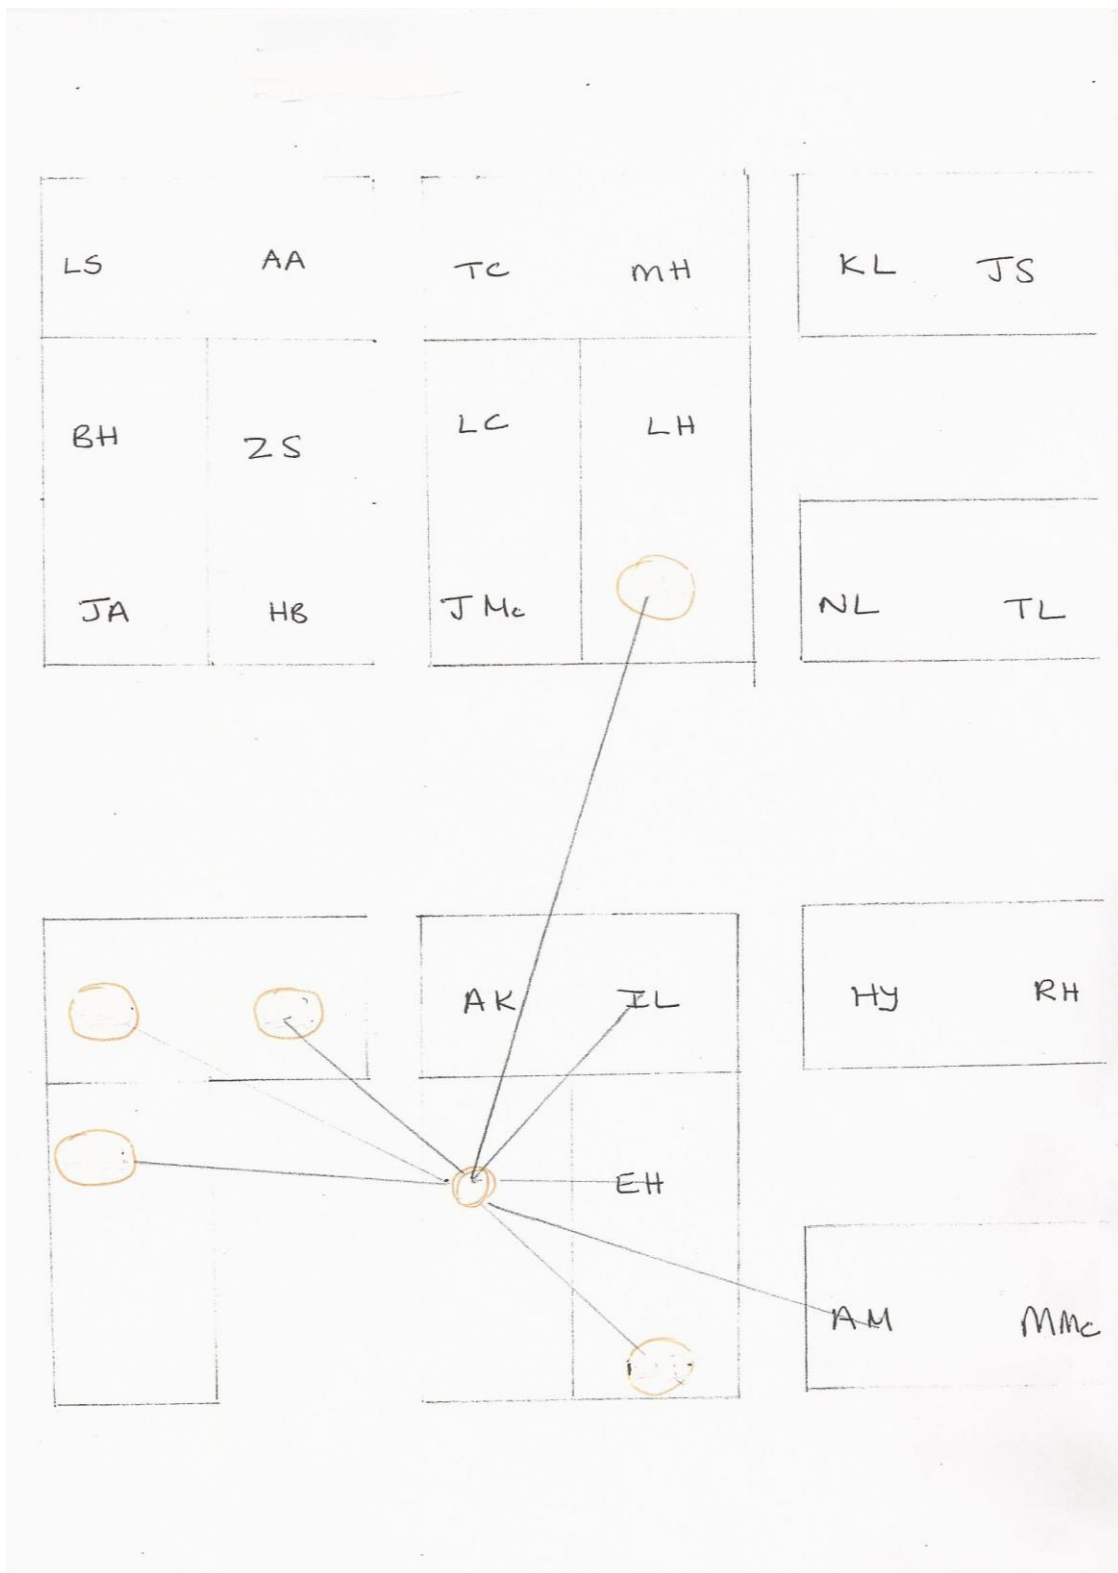 LS AA TC MH KL JS
BH ZS LC LH
JA HB JMc NL TL
AK IL Hy RH
EH
AM MMc